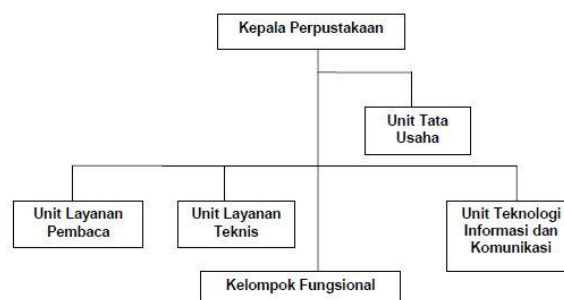 Kepala Perpustakaan
Unit Tata
Usaha
Unit Layanan
Pembaca
Unit Layanan
Teknis
Unit Teknologi
Informasi dan
Komunikasi
Kelompok Fungsional